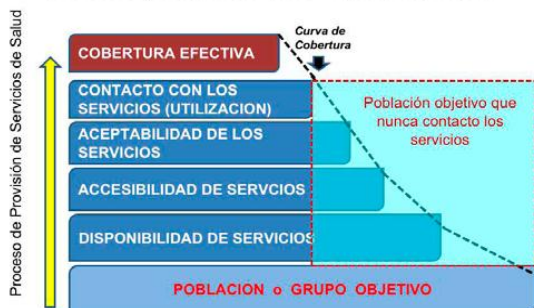 Proceso de Provisión de Servicios de Salud
Curva de
Cobertura
COBERTURA EFECTIVA
CONTACTO CON LOS
SERVICIOS (UTILIZACION)
Población objetivo que
nunca contacto los
servicios
ACEPTABILIDAD DE LOS
SERVICIOS
ACCESIBILIDAD DE SERVCIOS
DISPONIBILIDAD DE SERVICIOS
POBLACION o GRUPO OBJETIVO